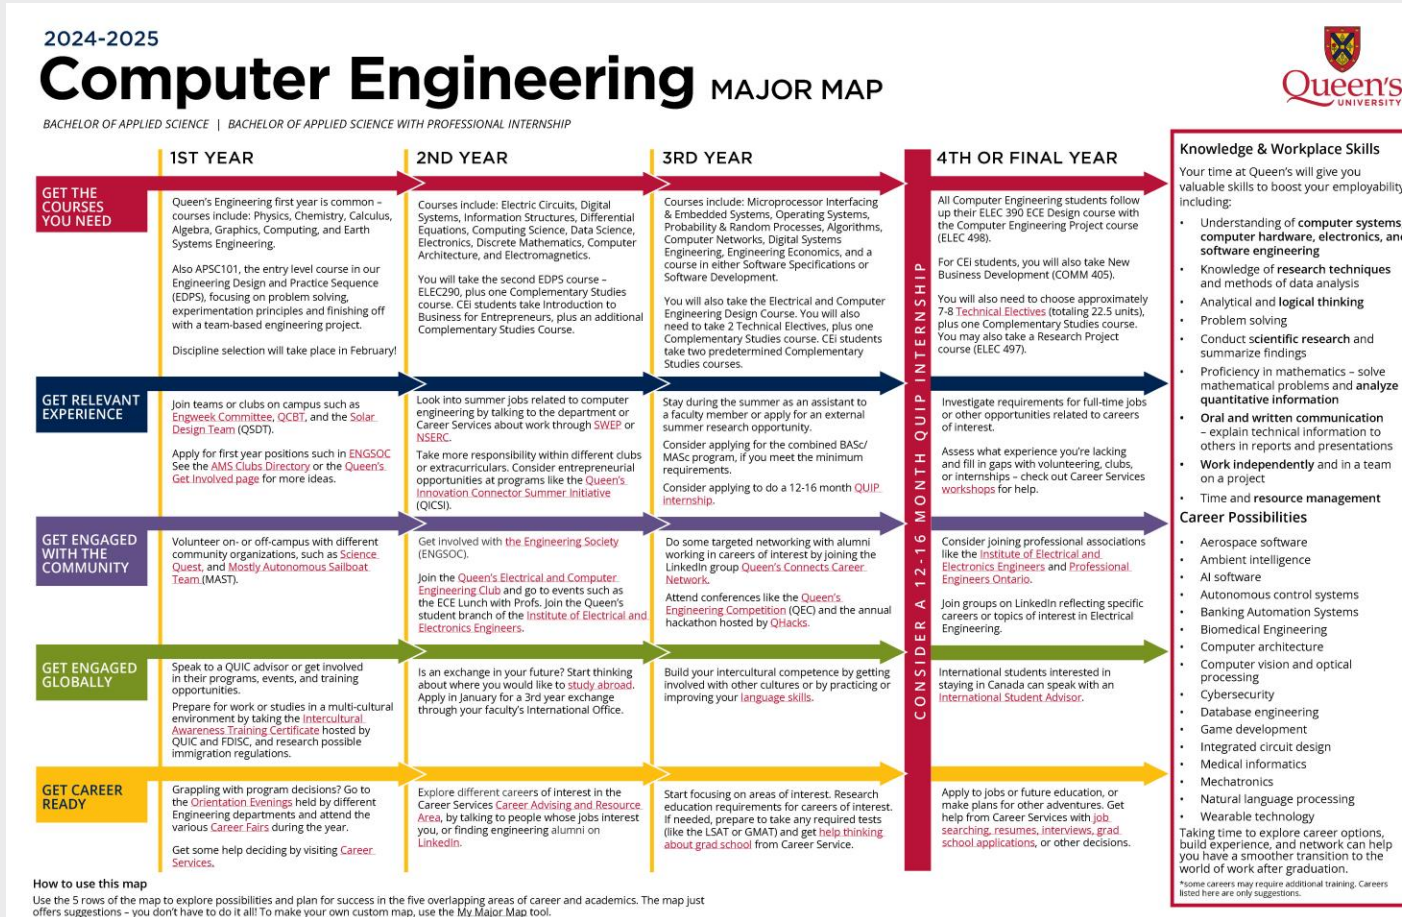 2024-2025
Computer Engineering MAJOR MAP
BACHELOR OF APPLIED SCIENCE | BACHELOR OF APPLIED SCIENCE WITH PROFESSIONAL INTERNSHIP
Queen's
UNIVERSITY
1ST YEAR
2ND YEAR
3RD YEAR
4TH OR FINAL YEAR
GET THE
COURSES
YOU NEED
Queen's Engineering first year is common –
courses include: Physics, Chemistry, Calculus,
Algebra, Graphics, Computing, and Earth
Systems Engineering.
Also APSC101, the entry level course in our
Engineering Design and Practice Sequence
(EDPS), focusing on problem solving,
experimentation principles and finishing off
with a team-based engineering project.
Discipline selection will take place in February!
Courses include: Electric Circuits, Digital
Systems, Information Structures, Differential
Equations, Computing Science, Data Science,
Electronics, Discrete Mathematics, Computer
Architecture, and Electromagnetics.
You will take the second EDPS course –
ELEC290, plus one Complementary Studies
course. CEi students take Introduction to
Business for Entrepreneurs, plus an additional
Complementary Studies Course.
Courses include: Microprocessor Interfacing
& Embedded Systems, Operating Systems,
Probability & Random Processes, Algorithms,
Computer Networks, Digital Systems
Engineering, Engineering Economics, and a
course in either Software Specifications or
Software Development.
You will also take the Electrical and Computer
Engineering Design Course. You will also
need to take 2 Technical Electives, plus one
Complementary Studies course. CEi students
take two predetermined Complementary
Studies courses.
All Computer Engineering students follow
up their ELEC 390 ECE Design course with
the Computer Engineering Project course
(ELEC 498).
For CEi students, you will also take New
Business Development (COMM 405).
You will also need to choose approximately
7-8 Technical Electives (totaling 22.5 units),
plus one Complementary Studies course.
You may also take a Research Project
course (ELEC 497).
GET RELEVANT
EXPERIENCE
Join teams or clubs on campus such as
Engweek Committee, QCBT, and the Solar
Design Team (QSDT).
Apply for first year positions such in ENGSOC
See the AMS Clubs Directory or the Queen's
Get Involved page for more ideas.
Look into summer jobs related to computer
engineering by talking to the department or
Career Services about work through SWEP or
NSERC.
Take more responsibility within different clubs
or extracurriculars. Consider entrepreneurial
opportunities at programs like the Queen's
Innovation Connector Summer Initiative
(QICSI).
Stay during the summer as an assistant to
a faculty member or apply for an external
summer research opportunity.
Consider applying for the combined BASc/
MASc program, if you meet the minimum
requirements.
Consider applying to do a 12-16 month QUIP
internship.
Investigate requirements for full-time jobs
or other opportunities related to careers
of interest.
Assess what experience you're lacking
and fill in gaps with volunteering, clubs,
or internships – check out Career Services
workshops for help.
GET ENGAGED
WITH THE
COMMUNITY
Volunteer on- or off-campus with different
community organizations, such as Science
Quest, and Mostly Autonomous Sailboat
Team (MAST).
Get involved with the Engineering Society
(ENGSOC).
Join the Queen's Electrical and Computer
Engineering Club and go to events such as
the ECE Lunch with Profs. Join the Queen's
student branch of the Institute of Electrical and
Electronics Engineers.
Do some targeted networking with alumni
working in careers of interest by joining the
LinkedIn group Queen's Connects Career
Network.
Attend conferences like the Queen's
Engineering Competition (QEC) and the annual
hackathon hosted by QHacks.
Consider joining professional associations
like the Institute of Electrical and
Electronics Engineers and Professional
Engineers Ontario.
Join groups on LinkedIn reflecting specific
careers or topics of interest in Electrical
Engineering.
GET ENGAGED
GLOBALLY
Speak to a QUIC advisor or get involved
in their programs, events, and training
opportunities.
Prepare for work or studies in a multi-cultural
environment by taking the Intercultural
Awareness Training Certificate hosted by
QUIC and FDISC, and research possible
immigration regulations.
Is an exchange in your future? Start thinking
about where you would like to study abroad.
Apply in January for a 3rd year exchange
through your faculty's International Office.
Build your intercultural competence by getting
involved with other cultures or by practicing or
improving your language skills.
International students interested in
staying in Canada can speak with an
International Student Advisor.
GET CAREER
READY
Grappling with program decisions? Go to
the Orientation Evenings held by different
Engineering departments and attend the
various Career Fairs during the year.
Get some help deciding by visiting Career
Services.
Explore different careers of interest in the
Career Services Career Advising and Resource
Area, by talking to people whose jobs interest
you, or finding engineering alumni on
LinkedIn.
Start focusing on areas of interest. Research
education requirements for careers of interest.
If needed, prepare to take any required tests
(like the LSAT or GMAT) and get help thinking
about grad school from Career Service.
Apply to jobs or future education, or
make plans for other adventures. Get
help from Career Services with job
searching, resumes, interviews, grad
school applications, or other decisions.
CONSIDER A 12-16 MONTH QUIP INTERNSHIP
Knowledge & Workplace Skills
Your time at Queen's will give you
valuable skills to boost your employability
including:
• Understanding of computer systems
computer hardware, electronics, and
software engineering
• Knowledge of research techniques
and methods of data analysis
• Analytical and logical thinking
• Problem solving
• Conduct scientific research and
summarize findings
• Proficiency in mathematics – solve
mathematical problems and analyze
quantitative information
• Oral and written communication
– explain technical information to
others in reports and presentations
• Work independently and in a team
on a project
• Time and resource management
Career Possibilities
• Aerospace software
• Ambient intelligence
• AI software
• Autonomous control systems
• Banking Automation Systems
• Biomedical Engineering
• Computer architecture
• Computer vision and optical
processing
• Cybersecurity
• Database engineering
• Game development
• Integrated circuit design
• Medical informatics
• Mechatronics
• Natural language processing
• Wearable technology
Taking time to explore career options,
build experience, and network can help
you have a smoother transition to the
world of work after graduation.
*some careers may require additional training. Careers
listed here are only suggestions.
How to use this map
Use the 5 rows of the map to explore possibilities and plan for success in the five overlapping areas of career and academics. The map just
offers suggestions – you don't have to do it all! To make your own custom map, use the My Major Map tool.